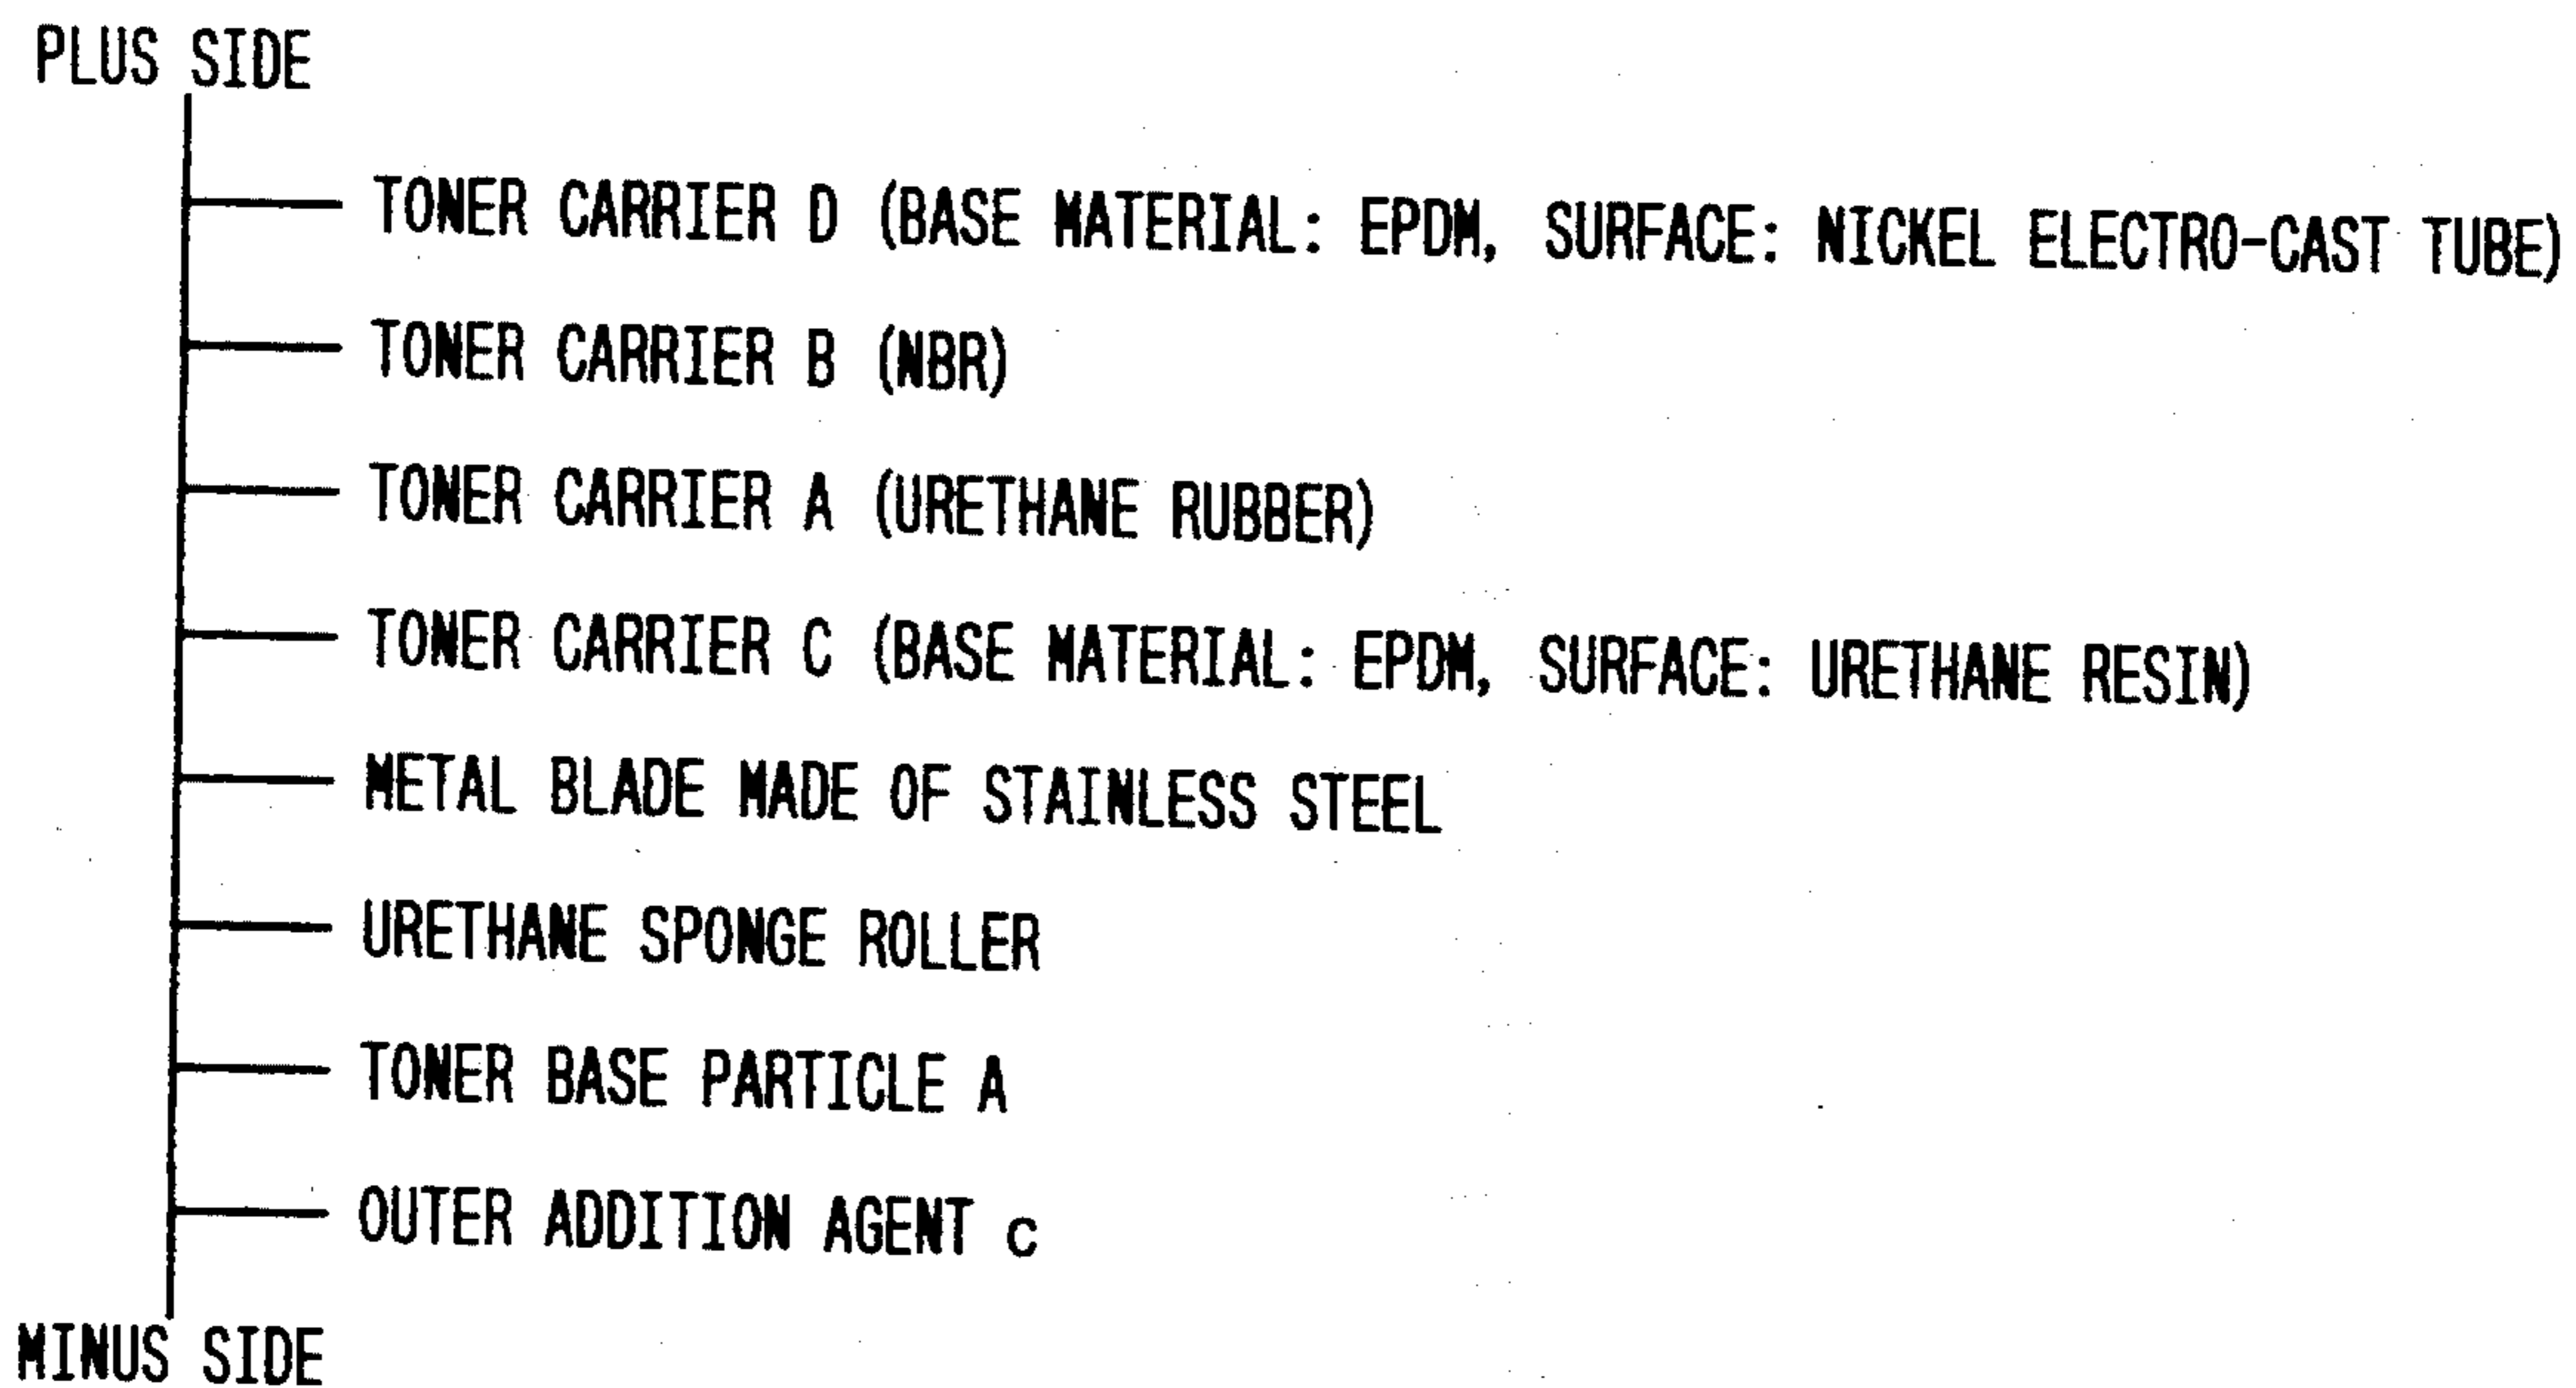 PLUS SIDE
TONER CARRIER D (BASE MATERIAL: EPDM, SURFACE: NICKEL ELECTRO-CAST TUBE)
TONER CARRIER B (NBR)
TONER CARRIER A (URETHANE RUBBER)
TONER CARRIER C (BASE MATERIAL: EPDM, SURFACE: URETHANE RESIN)
METAL BLADE MADE OF STAINLESS STEEL
URETHANE SPONGE ROLLER
TONER BASE PARTICLE A
OUTER ADDITION AGENT c
MINUS SIDE